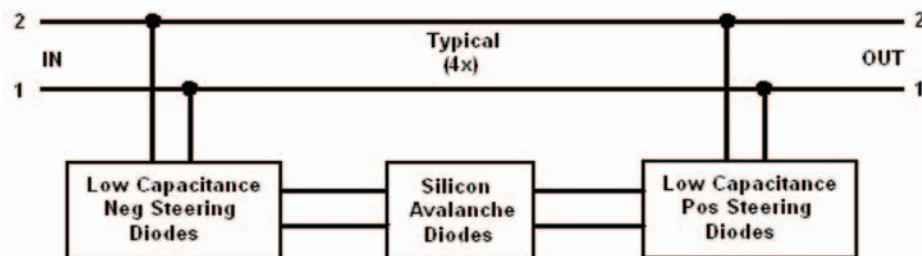 2 2
Typical
IN OUT
(4x)
1 1
Low Capacitance
Neg Steering
Diodes
Silicon
Avalanche
Diodes
Low Capacitance
Pos Steering
Diodes